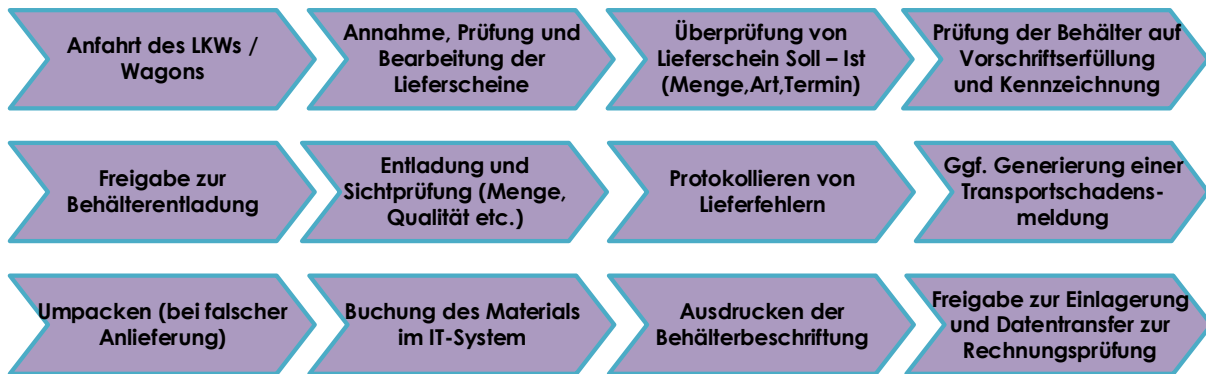 Anfahrt des LKWs /
Wagons
Annahme, Prüfung und
Bearbeitung der
Lieferscheine
Überprüfung von
Lieferschein Soll – Ist
(Menge,Art,Termin)
Prüfung der Behälter auf
Vorschriftserfüllung
und Kennzeichnung
Freigabe zur
Behälterentladung
Entladung und
Sichtprüfung (Menge,
Qualität etc.)
Protokollieren von
Lieferfehlern
Ggf. Generierung einer
Transportschadens-
meldung
Umpacken (bei falscher
Anlieferung)
Buchung des Materials
im IT-System
Ausdrucken der
Behälterbeschriftung
Freigabe zur Einlagerung
und Datentransfer zur
Rechnungsprüfung